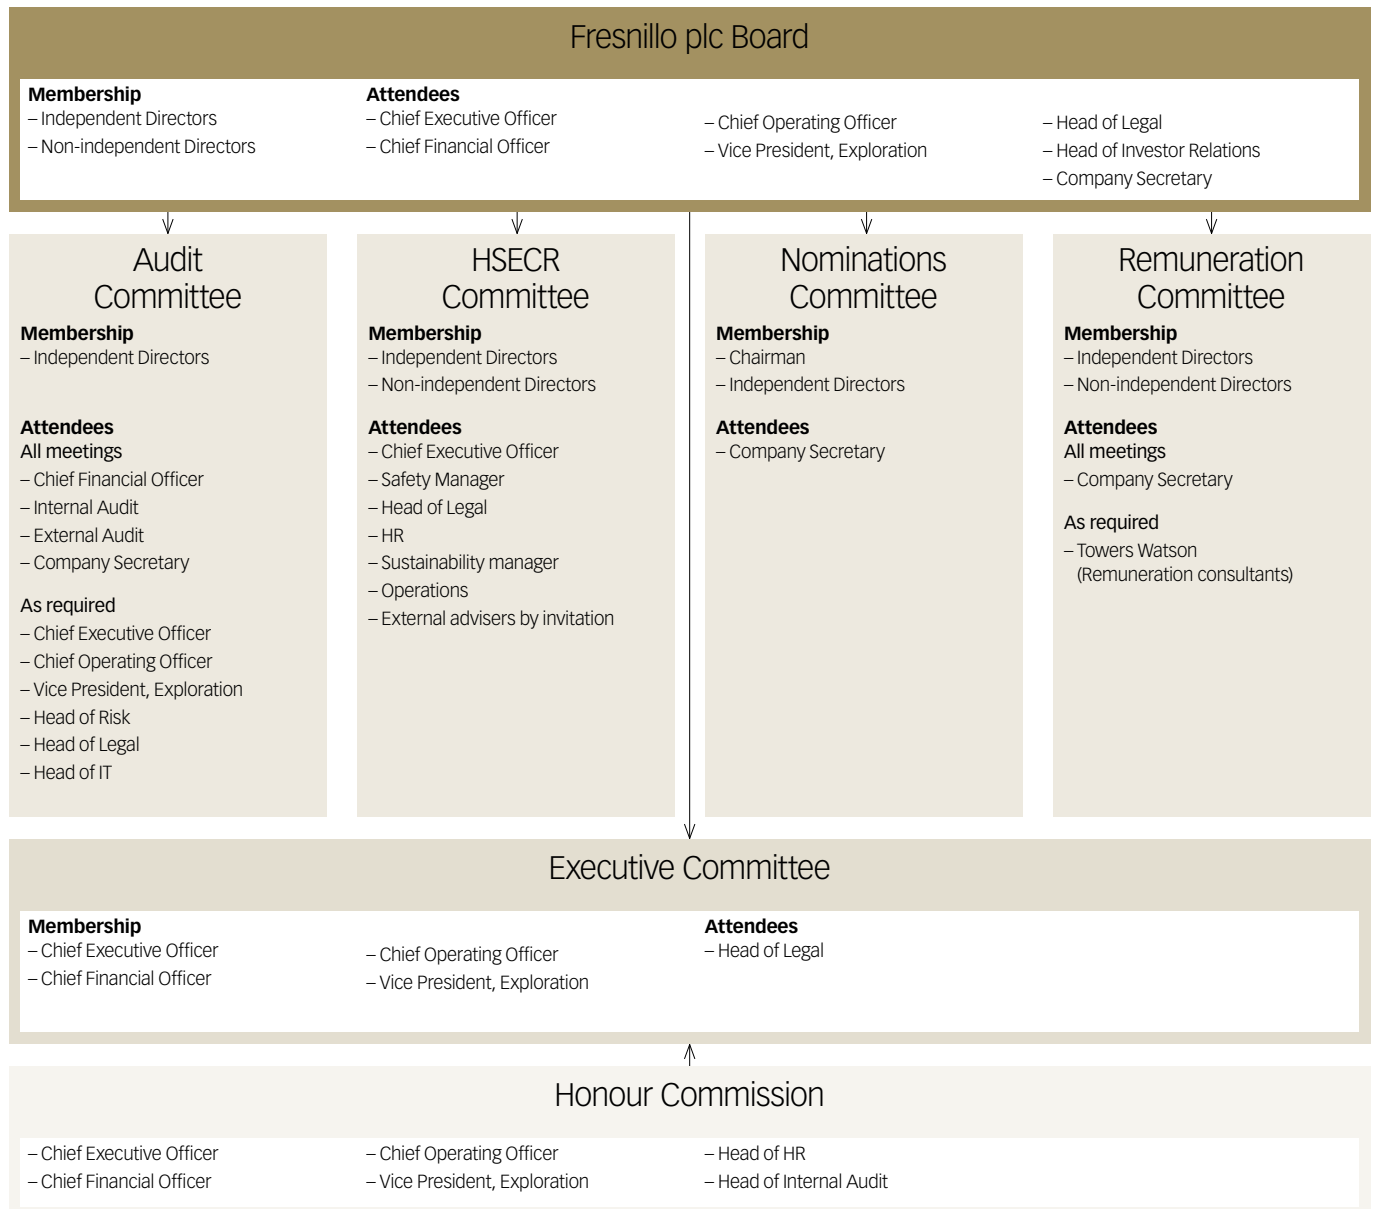 Fresnillo plc Board
Membership
– Independent Directors
– Non-independent Directors
Attendees
– Chief Executive Officer
– Chief Financial Officer
– Chief Operating Officer
– Vice President, Exploration
– Head of Legal
– Head of Investor Relations
– Company Secretary
Audit
Committee
Membership
– Independent Directors
Attendees
All meetings
– Chief Financial Officer
– Internal Audit
– External Audit
– Company Secretary
As required
– Chief Executive Officer
– Chief Operating Officer
– Vice President, Exploration
– Head of Risk
– Head of Legal
– Head of IT
HSECR
Committee
Membership
– Independent Directors
– Non-independent Directors
Attendees
– Chief Executive Officer
– Safety Manager
– Head of Legal
– HR
– Sustainability manager
– Operations
– External advisers by invitation
Nominations
Committee
Membership
– Chairman
– Independent Directors
Attendees
– Company Secretary
Remuneration
Committee
Membership
– Independent Directors
– Non-independent Directors
Attendees
All meetings
– Company Secretary
As required
– Towers Watson
(Remuneration consultants)
Executive Committee
Membership
– Chief Executive Officer
– Chief Financial Officer
– Chief Operating Officer
– Vice President, Exploration
Attendees
– Head of Legal
Honour Commission
– Chief Executive Officer
– Chief Financial Officer
– Chief Operating Officer
– Vice President, Exploration
– Head of HR
– Head of Internal Audit